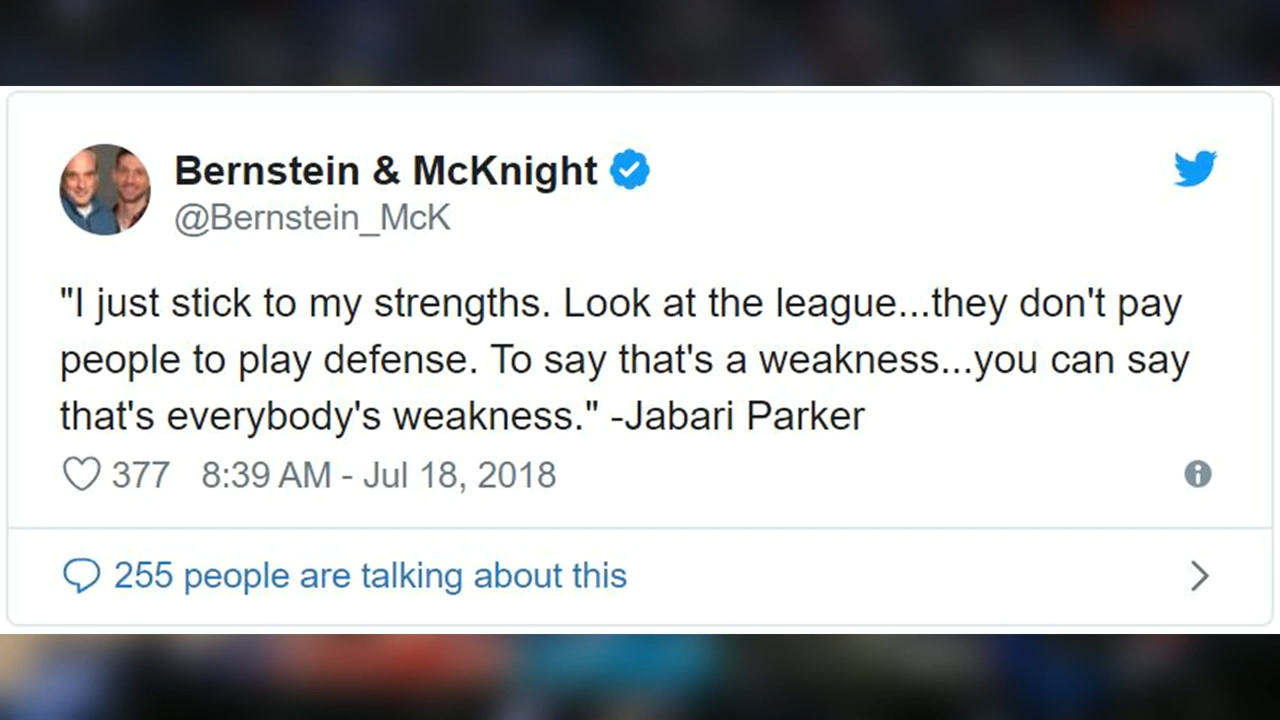 Bernstein & McKnight
@Bernstein_McK
"I just stick to my strengths. Look at the league...they don't pay
people to play defense. To say that's a weakness...you can say
that's everybody's weakness." -Jabari Parker
377 8:39 AM - Jul 18, 2018
255 people are talking about this